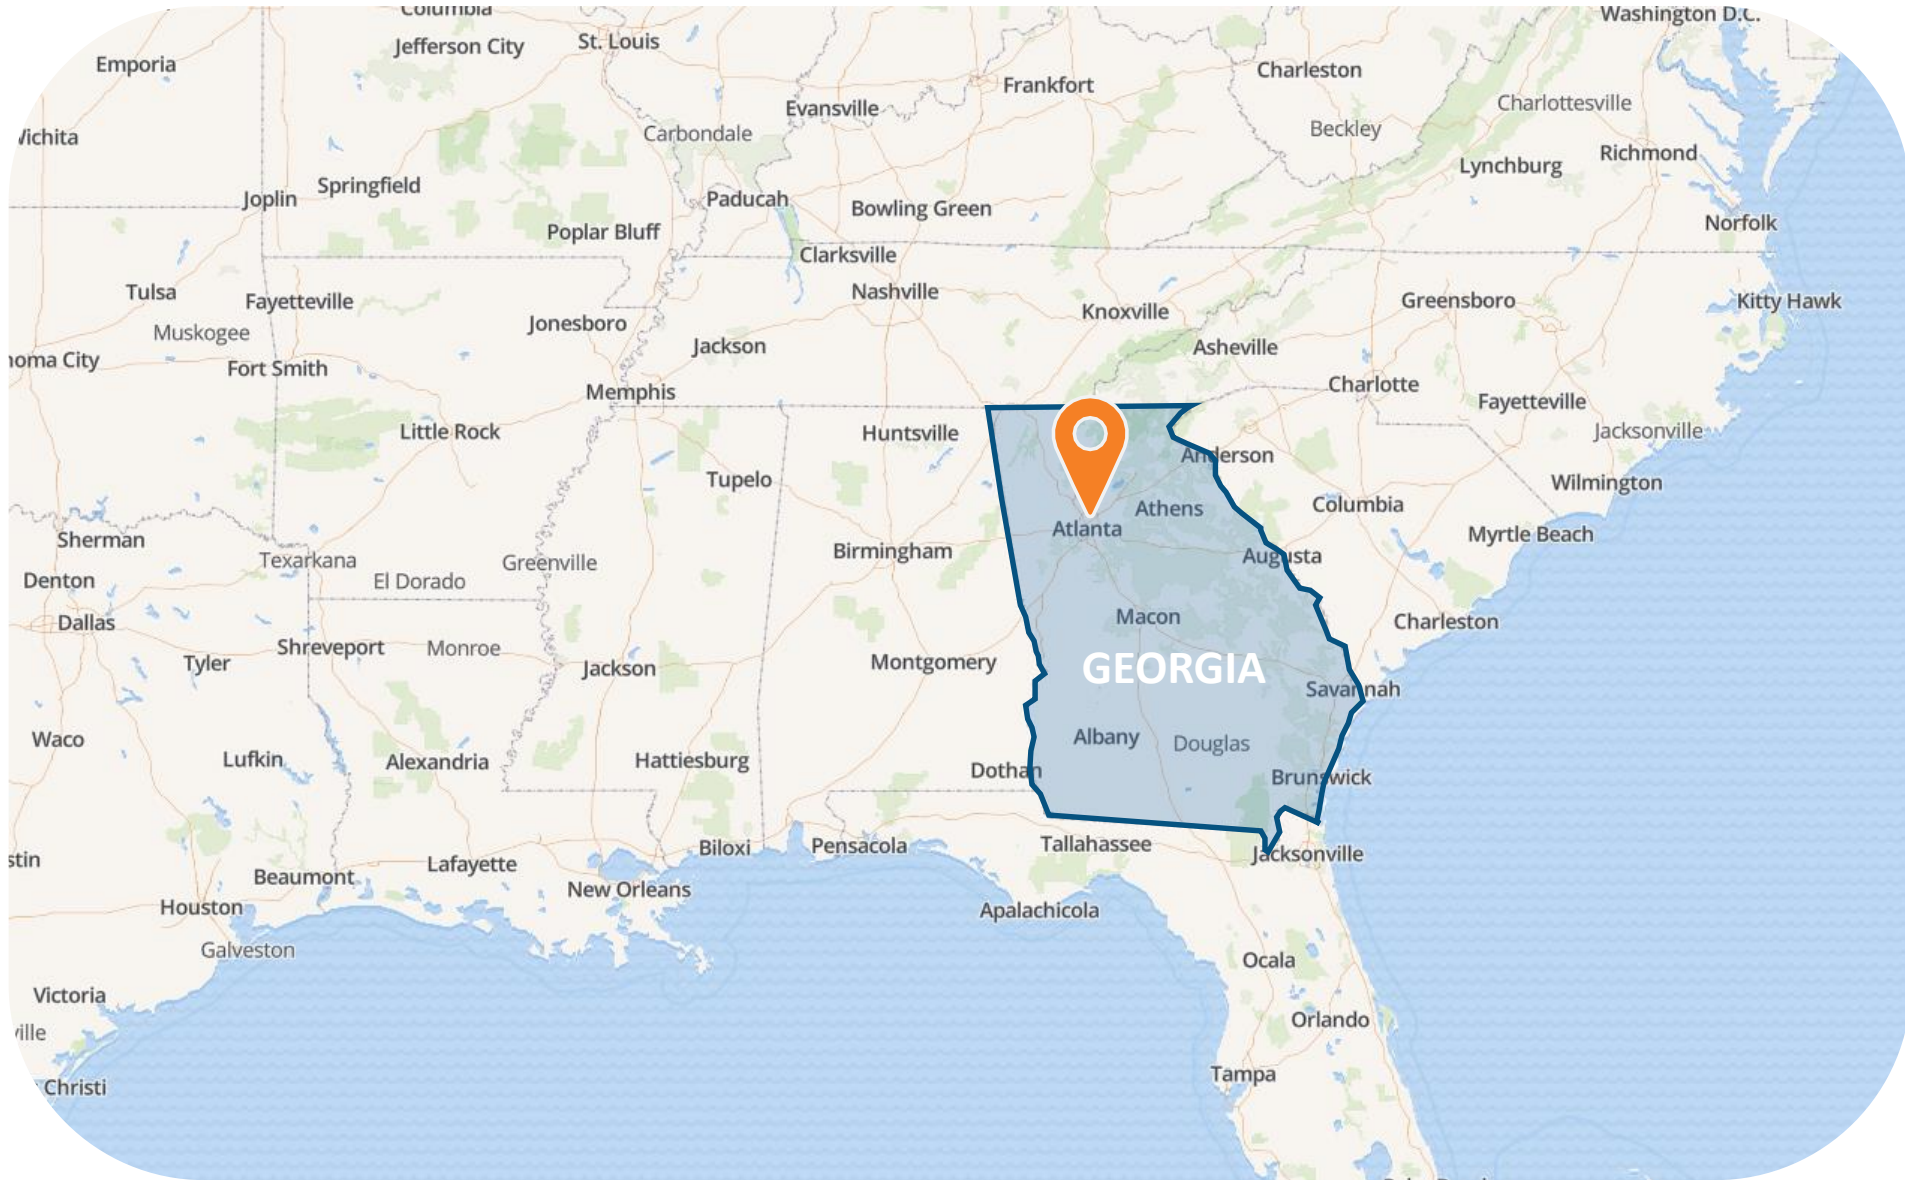 Columbia
Washington D.C.
Jefferson City
St. Louis
Emporia
Charleston
Frankfort
Evansville
Charlottesville
Carbondale
Beckley
Vichita
Richmond
Lynchburg
Springfield
Joplin
Paducah
Bowling Green
Norfolk
Poplar Bluff
Clarksville
Tulsa
Nashville
Fayetteville
Greensboro
Kitty Hawk
Knoxville
Jonesboro
Muskogee
Jackson
Asheville
homa City
Fort Smith
Charlotte
Memphis
Fayetteville
Little Rock
Huntsville
Jacksonville
Anderson
Tupelo
Wilmington
Columbia
Athens
Atlanta
Myrtle Beach
Sherman
Birmingham
Augusta
Texarkana
Greenville
Denton
El Dorado
Macon
Dallas
Charleston
Shreveport
Monroe
Tyler
Jackson
Montgomery
GEORGIA
Savannah
Waco
Albany
Douglas
Lufkin
Alexandria
Hattiesburg
Dothan
Brunswick
Tallahassee
Biloxi
Pensacola
Jacksonville
stin
Lafayette
Beaumont
New Orleans
Houston
Apalachicola
Galveston
Ocala
Victoria
Orlando
ville
Tampa
Christi